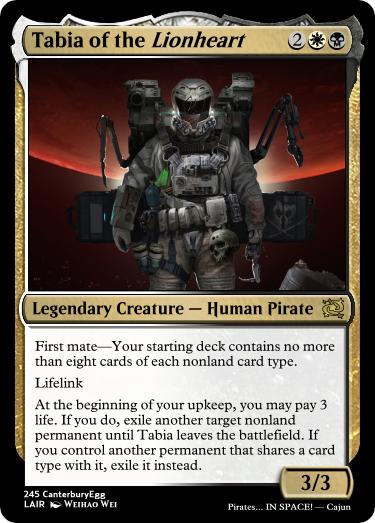 Tabia of the Lionheart 2
Legendary Creature — Human Pirate
First mate—Your starting deck contains no more
than eight cards of each nonland card type.
Lifelink
At the beginning of your upkeep, you may pay 3
life. If you do, exile another target nonland
permanent until Tabia leaves the battlefield. If
you control another permanent that shares a card
type with it, exile it instead.
3/3
245 CanterburyEgg
LAIR Weihao Wei
Pirates... IN SPACE! — Cajun